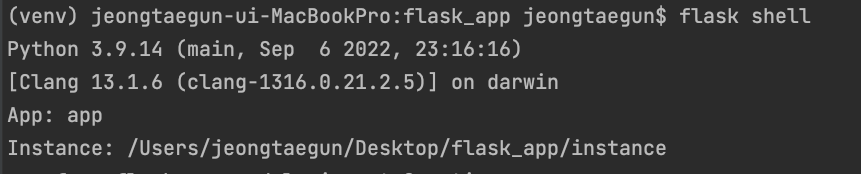 (venv) jeongtaegun-ui-MacBookPro:flask_app jeongtaegun$ flask shell
Python 3.9.14 (main, Sep  6 2022, 23:16:16)
[Clang 13.1.6 (clang-1316.0.21.2.5)] on darwin
App: app
Instance: /Users/jeongtaegun/Desktop/flask_app/instance